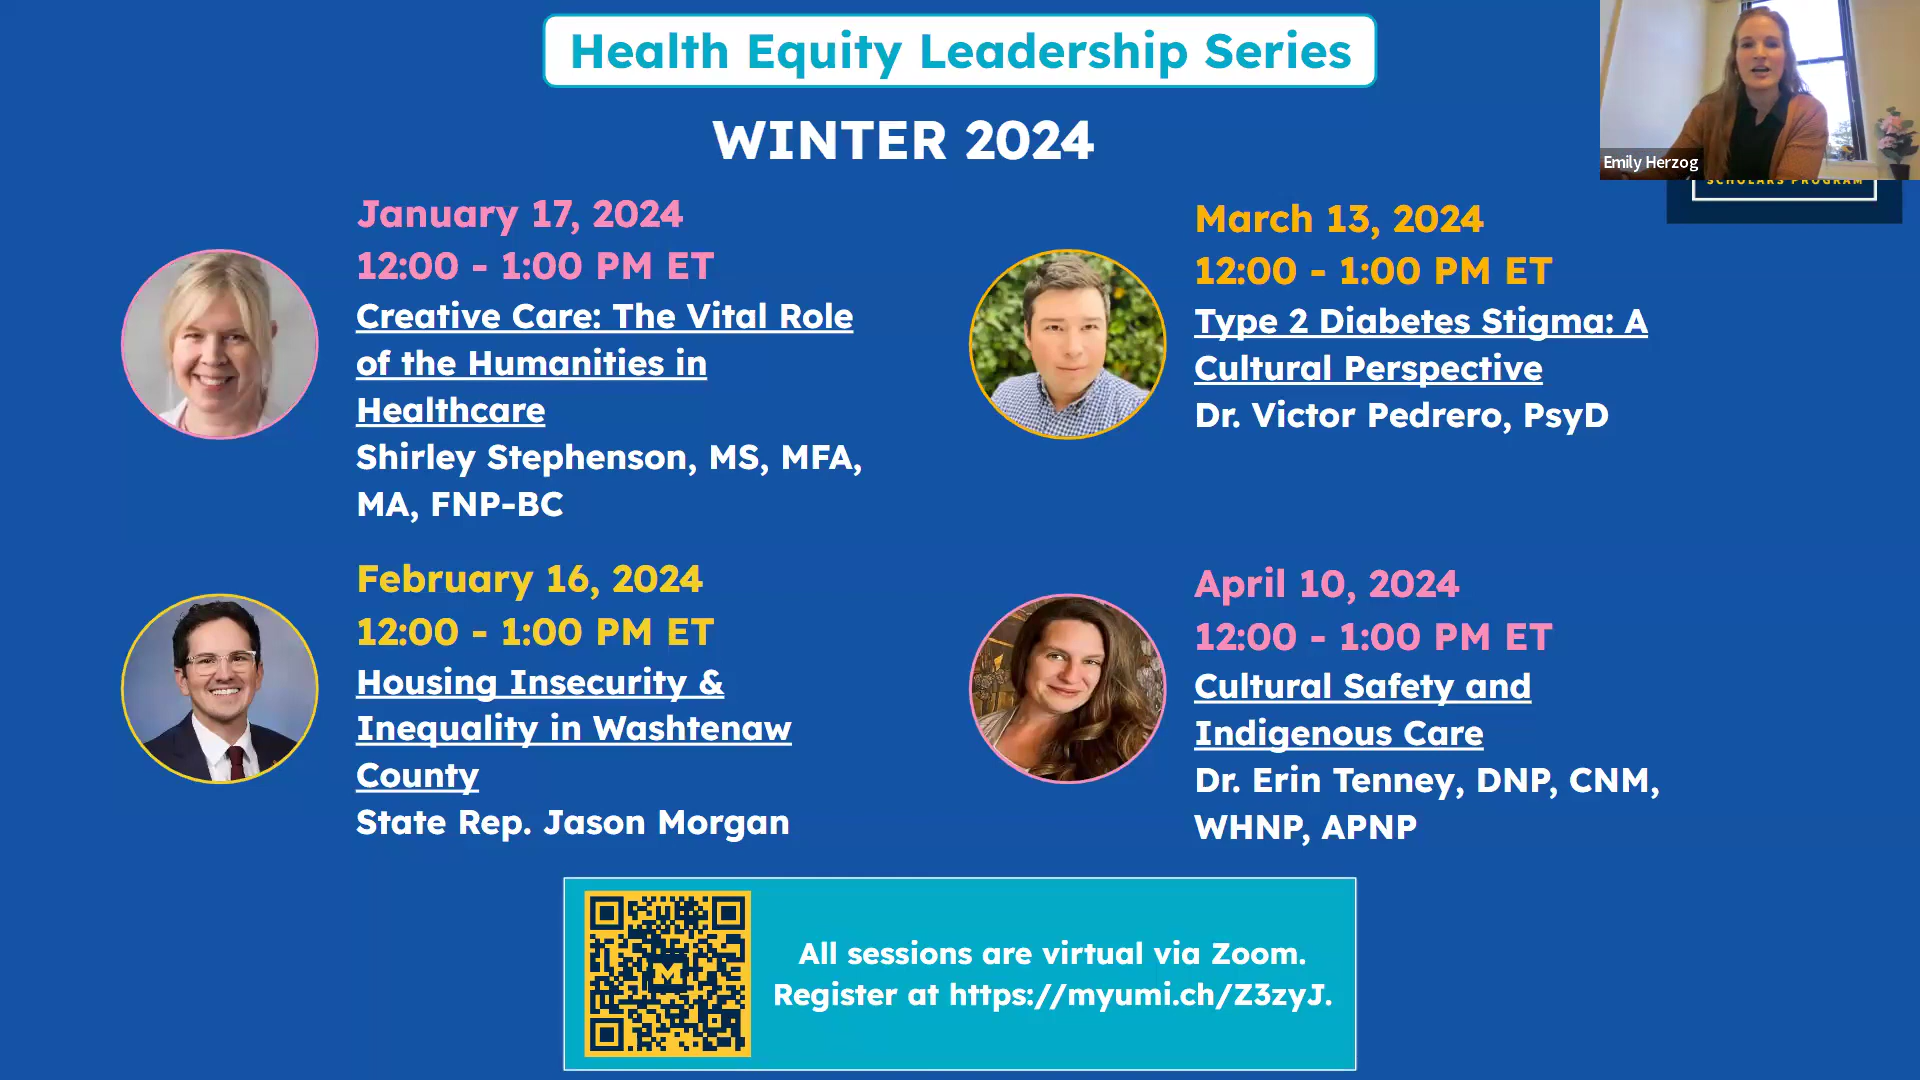 Health Equity Leadership Series
WINTER 2024
Emily Herzog
SCHOLARS PROGRAM
January 17, 2024
12:00 - 1:00 PM ET
Creative Care: The Vital Role
of the Humanities in
Healthcare
Shirley Stephenson, MS, MFA,
MA, FNP-BC
March 13, 2024
12:00 - 1:00 PM ET
Type 2 Diabetes Stigma: A
Cultural Perspective
Dr. Victor Pedrero, PsyD
February 16, 2024
12:00 - 1:00 PM ET
Housing Insecurity &
Inequality in Washtenaw
County
State Rep. Jason Morgan
April 10, 2024
12:00 - 1:00 PM ET
Cultural Safety and
Indigenous Care
Dr. Erin Tenney, DNP, CNM,
WHNP, APNP
M
All sessions are virtual via Zoom.
Register at https://myumi.ch/Z3zyJ.